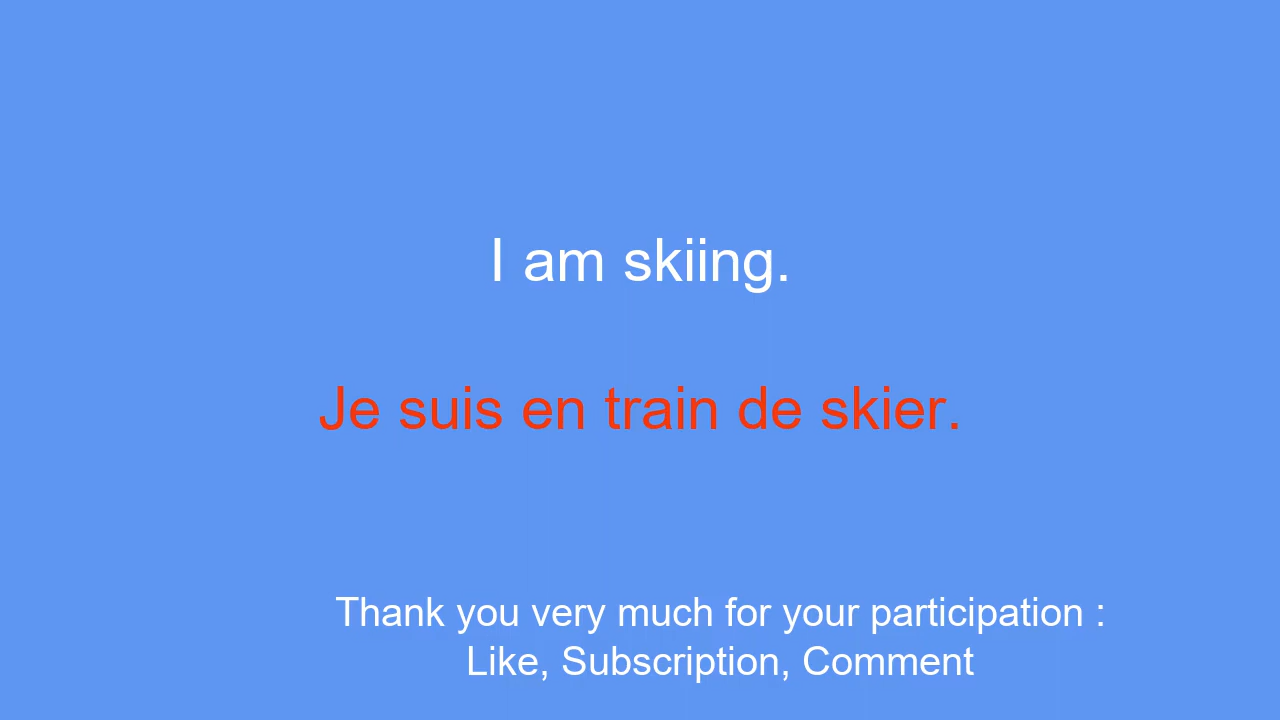 I am skiing.
Je suis en train de skier.
Thank you very much for your participation :
Like, Subscription, Comment